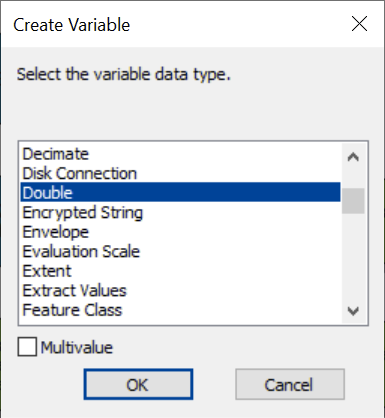 Create Variable
Select the variable data type.
Decimate
Disk Connection
Double
Encrypted String
Envelope
Evaluation Scale
Extent
Extract Values
Feature Class
Multivalue
OK Cancel